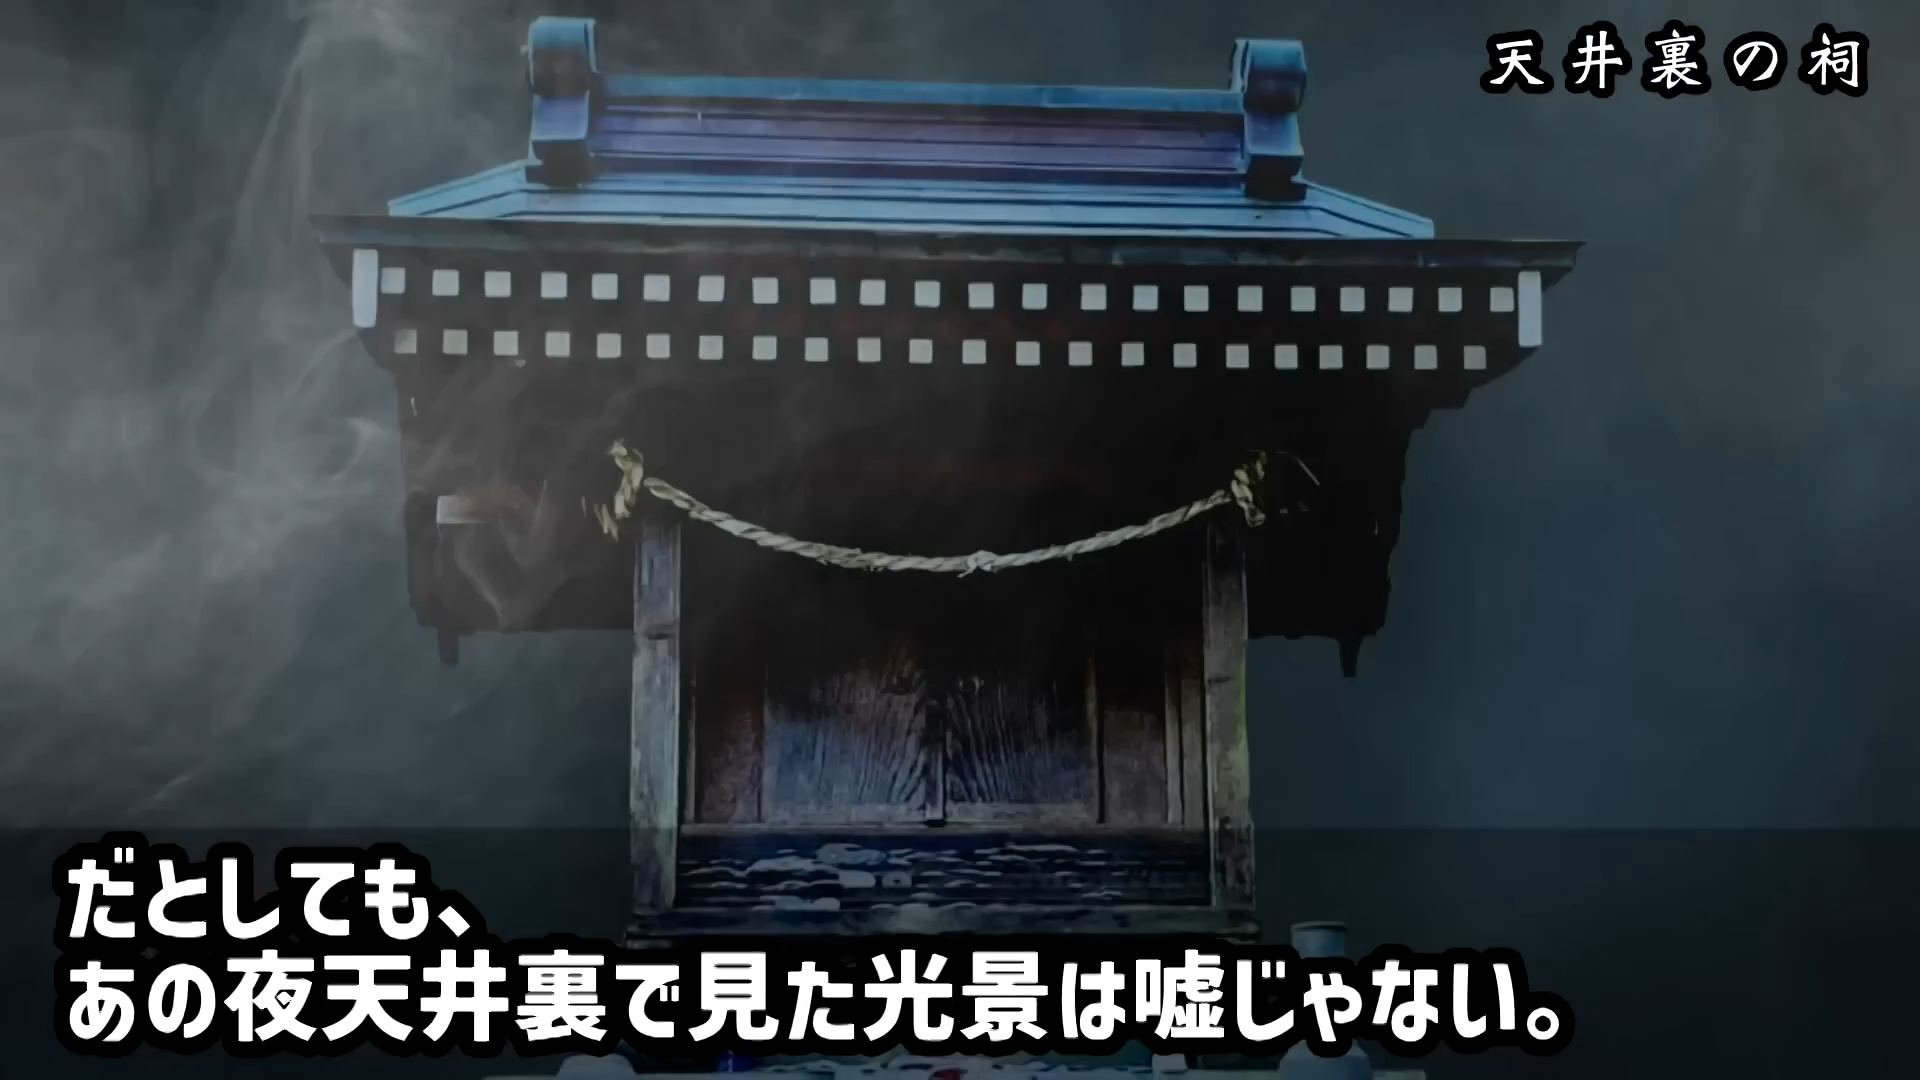 天井裏の祠
だとしても、
あの夜天井裏で見た光景は嘘じゃない。